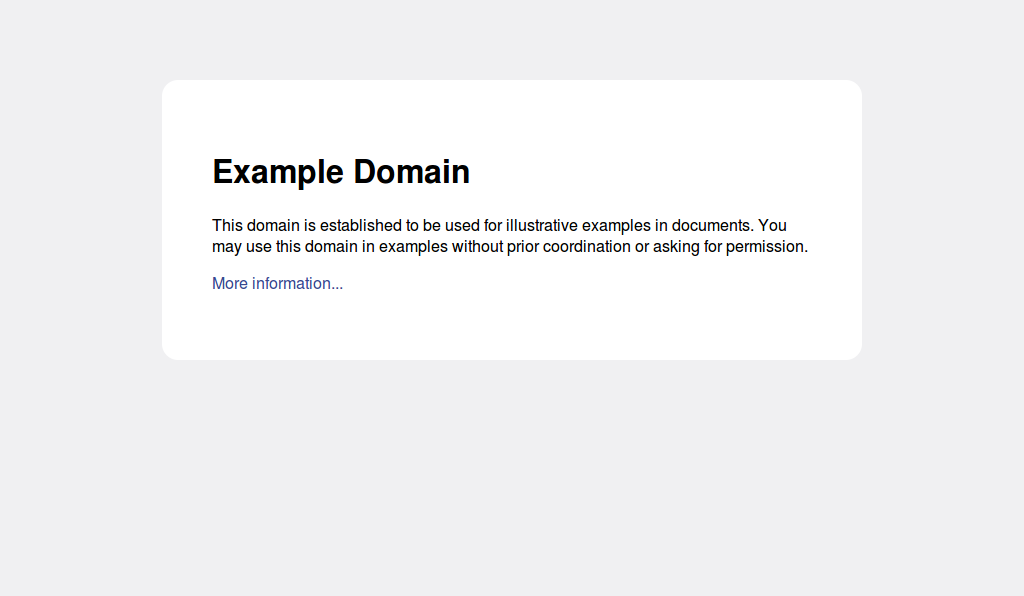 Example Domain
This domain is established to be used for illustrative examples in documents. You
may use this domain in examples without prior coordination or asking for permission.
More information...